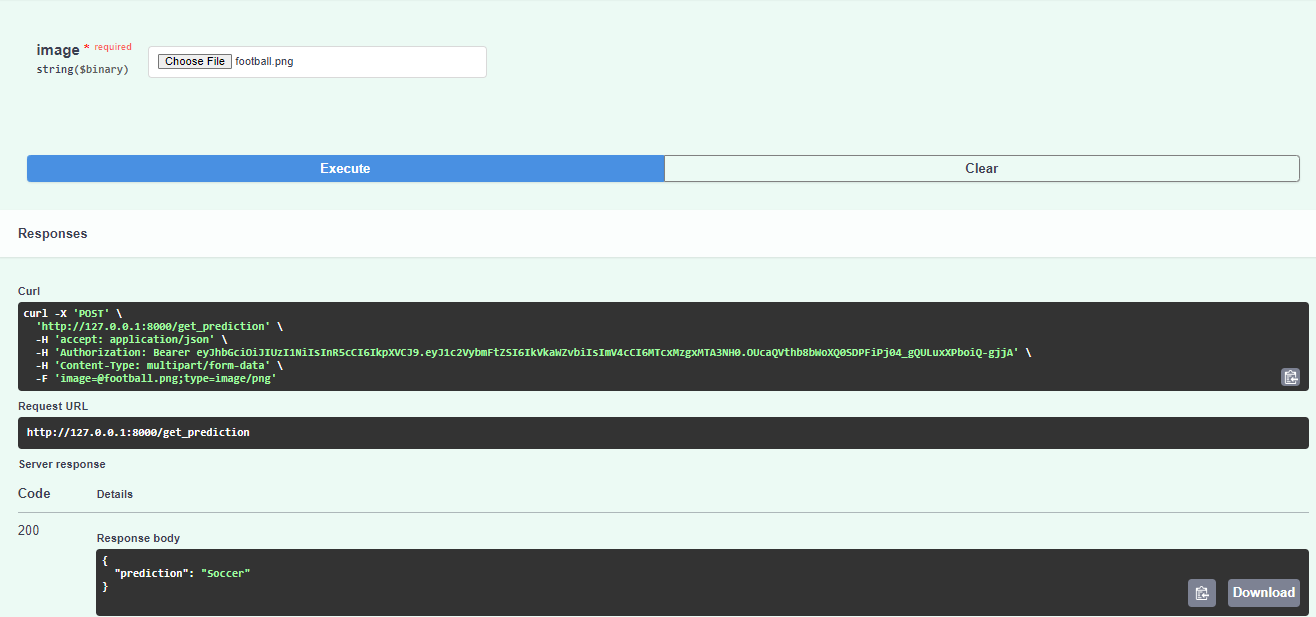 image * required
string($binary)
Choose File football.png
Execute
Clear
Responses
Curl
curl -X 'POST' \
  'http://127.0.0.1:8000/get_prediction' \
  -H 'accept: application/json' \
  -H 'Authorization: Bearer eyJhbGciOiJIUzI1NiIsInR5cCI6IkpXVCJ9.eyJ1c2VybmFtZSI6IkVkaWZvbiIsImV4cCI6MTcxMzgxMTA3NH0.OUcaQVthb8bWoXQ0SDPFiPj04_gQULuxXPboiQ-gjjA' \
  -H 'Content-Type: multipart/form-data' \
  -F 'image=@football.png;type=image/png'
Request URL
http://127.0.0.1:8000/get_prediction
Server response
Code Details
200
Response body
{
  "prediction": "Soccer"
}
Download